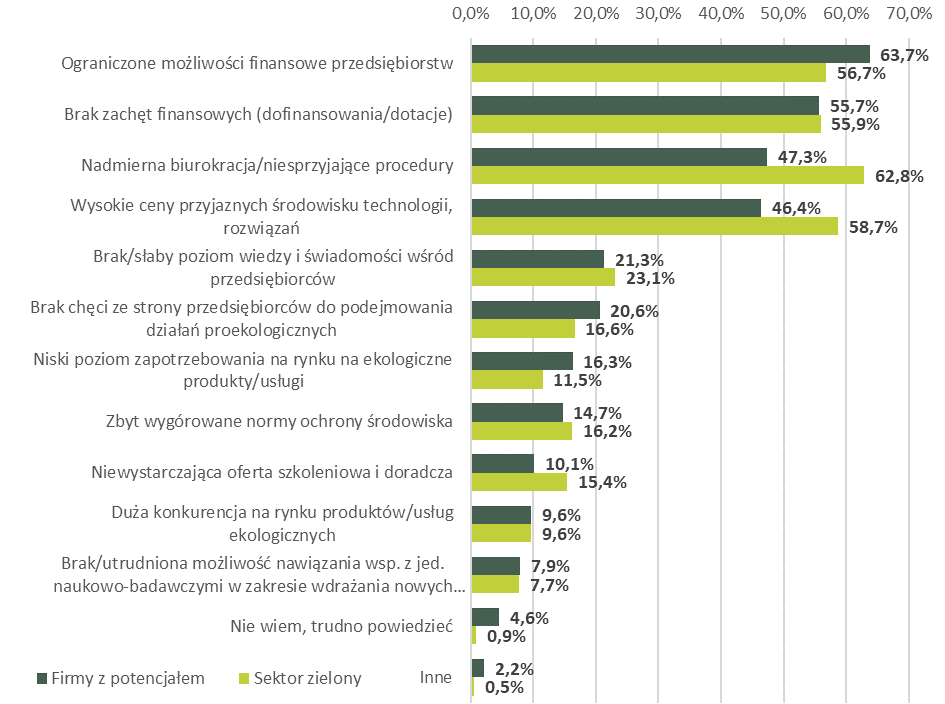 0,0% 10,0% 20,0% 30,0% 40,0% 50,0% 60,0% 70,0%
Ograniczone możliwości finansowe przedsiębiorstw
63,7%
56,7%
Brak zachęt finansowych (dofinansowania/dotacje)
55,7%
55,9%
Nadmierna biurokracja/niesprzyjające procedury
47,3%
62,8%
Wysokie ceny przyjaznych środowisku technologii,
rozwiązań
46,4%
58,7%
Brak/słaby poziom wiedzy i świadomości wśród
przedsiębiorców
21,3%
23,1%
Brak chęci ze strony przedsiębiorców do podejmowania
działań proekologicznych
20,6%
16,6%
Niski poziom zapotrzebowania na rynku na ekologiczne
produkty/usługi
16,3%
11,5%
Zbyt wygórowane normy ochrony środowiska
14,7%
16,2%
Niewystarczająca oferta szkoleniowa i doradcza
10,1%
15,4%
Duża konkurencja na rynku produktów/usług
ekologicznych
9,6%
9,6%
Brak/utrudniona możliwość nawiązania wsp. z jed.
naukowo-badawczymi w zakresie wdrażania nowych...
7,9%
7,7%
Nie wiem, trudno powiedzieć
4,6%
0,9%
Inne
2,2%
0,5%
Firmy z potencjałem
Sektor zielony